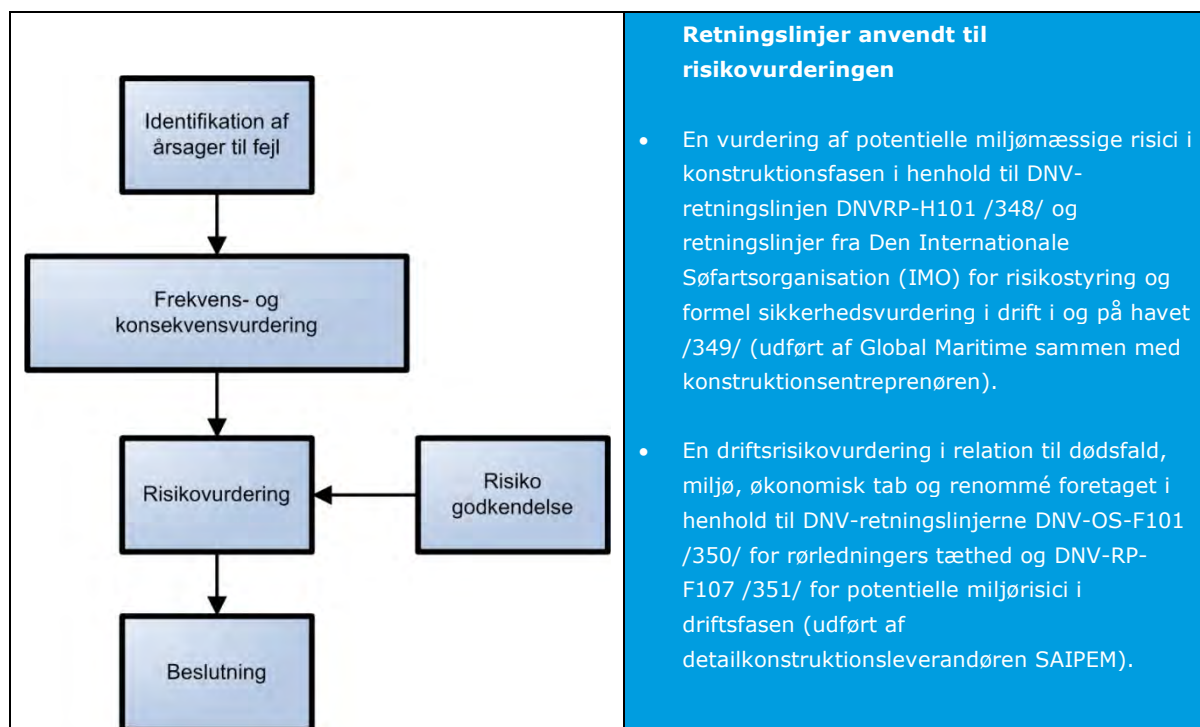 Identifikation af
årsager til fejl
Frekvens- og
konsekvensvurdering
Risikovurdering
Risiko
godkendelse
Beslutning
Retningslinjer anvendt til
risikovurderingen
• En vurdering af potentielle miljømæssige risici i
konstruktionsfasen i henhold til DNV-
retningslinjen DNVRP-H101 /348/ og
retningslinjer fra Den Internationale
Søfartsorganisation (IMO) for risikostyring og
formel sikkerhedsvurdering i drift i og på havet
/349/ (udført af Global Maritime sammen med
konstruktionsentreprenøren).
• En driftsrisikovurdering i relation til dødsfald,
miljø, økonomisk tab og renommé foretaget i
henhold til DNV-retningslinjerne DNV-OS-F101
/350/ for rørledningers tæthed og DNV-RP-
F107 /351/ for potentielle miljørisici i
driftsfasen (udført af
detailkonstruktionsleverandøren SAIPEM).